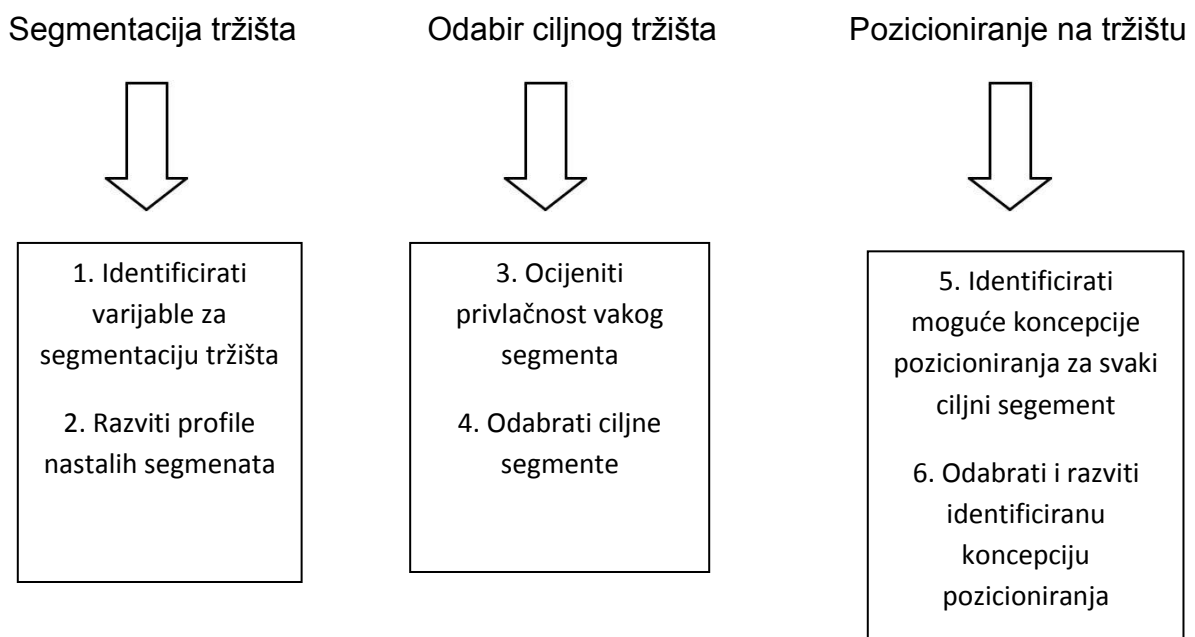 Segmentacija tržišta
Odabir ciljnog tržišta
Pozicioniranje na tržištu
1. Identificirati
varijable za
segmentaciju tržišta
2. Razviti profile
nastalih segmenata
3. Ocijeniti
privlačnost vakog
segmenta
4. Odabrati ciljne
segmente
5. Identificirati
moguće koncepcije
pozicioniranja za svaki
ciljni segement
6. Odabrati i razviti
identificiranu
koncepciju
pozicioniranja